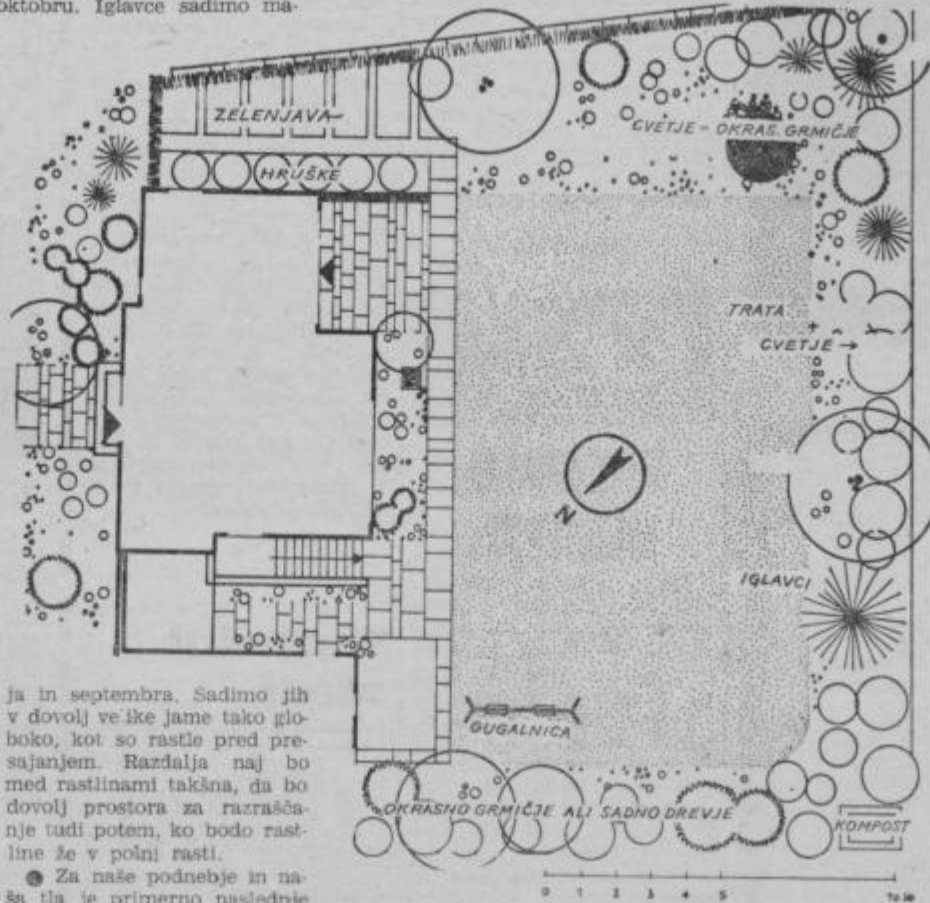 oktobru. Iglavce sadimo ma-
ZELENJAVA
HRUŠKE
CVETJE - OKRAS. GRMIČJE
TRATA
CVETJE →
N
IGLAVCI
GUGALNICA
OKRASNO GRMIČJE ALI SADNO DREVJE
KOMPOST
0 1 2 3 4 5
ja in septembra. Sadimo jih
v dovolj velike jame tako glo-
boko, kot so rastle pred pre-
sajanjem. Razdalja naj bo
med rastlinami takšna, da bo
dovolj prostora za razrašča-
nje tudi potem, ko bodo rast-
line že v polni rasti.
● Za naše podnebje in na-
ša tla je primerno naslednje